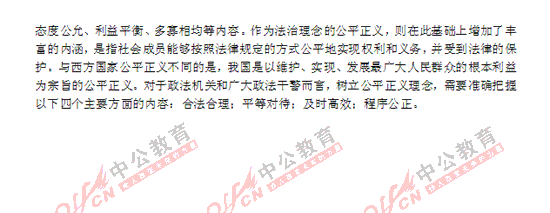 态度公允、利益平衡、多寡相均等内容。作为法治理念的公平正义，则在此基础上增加了丰
富的内涵，是指社会成员能够按照法律规定的方式公平地实现权利和义务，并受到法律的保
护。与西方国家公平正义不同的是，我国是以维护、实现、发展最广大人民群众的根本利益
为宗旨的公平正义。对于政法机关和广大政法干警而言，树立公平正义理念，需要准确把握
以下四个主要方面的内容：合法合理；平等对待；及时高效；程序公正。
中公教育
中公教育
中公教育